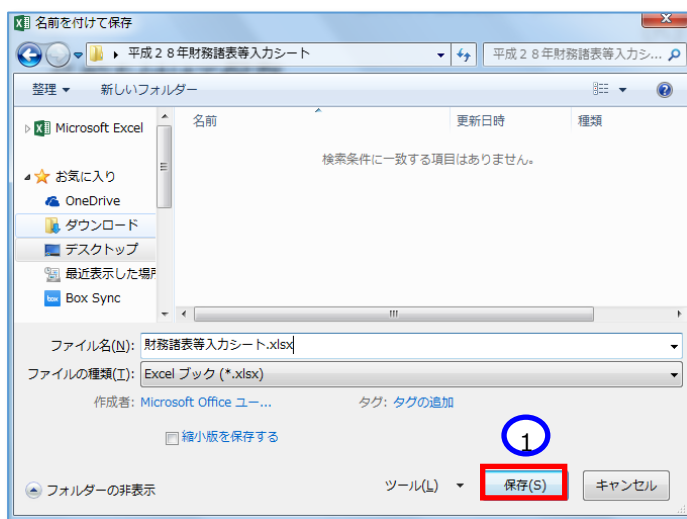 名前を付けて保存
平成２８年財務諸表等入力シート
平成２８年財務諸表等入力シ...
整理 新しいフォルダー
名前 更新日時 種類
Microsoft Excel
検索条件に一致する項目はありません。
お気に入り
OneDrive
ダウンロード
デスクトップ
最近表示した場所
Box Sync
ファイル名(N): 財務諸表等入力シート.xlsx
ファイルの種類(T): Excel ブック (*.xlsx)
作成者: Microsoft Office ユー... タグ: タグの追加
縮小版を保存する
1
フォルダーの非表示 ツール(L) 保存(S) キャンセル